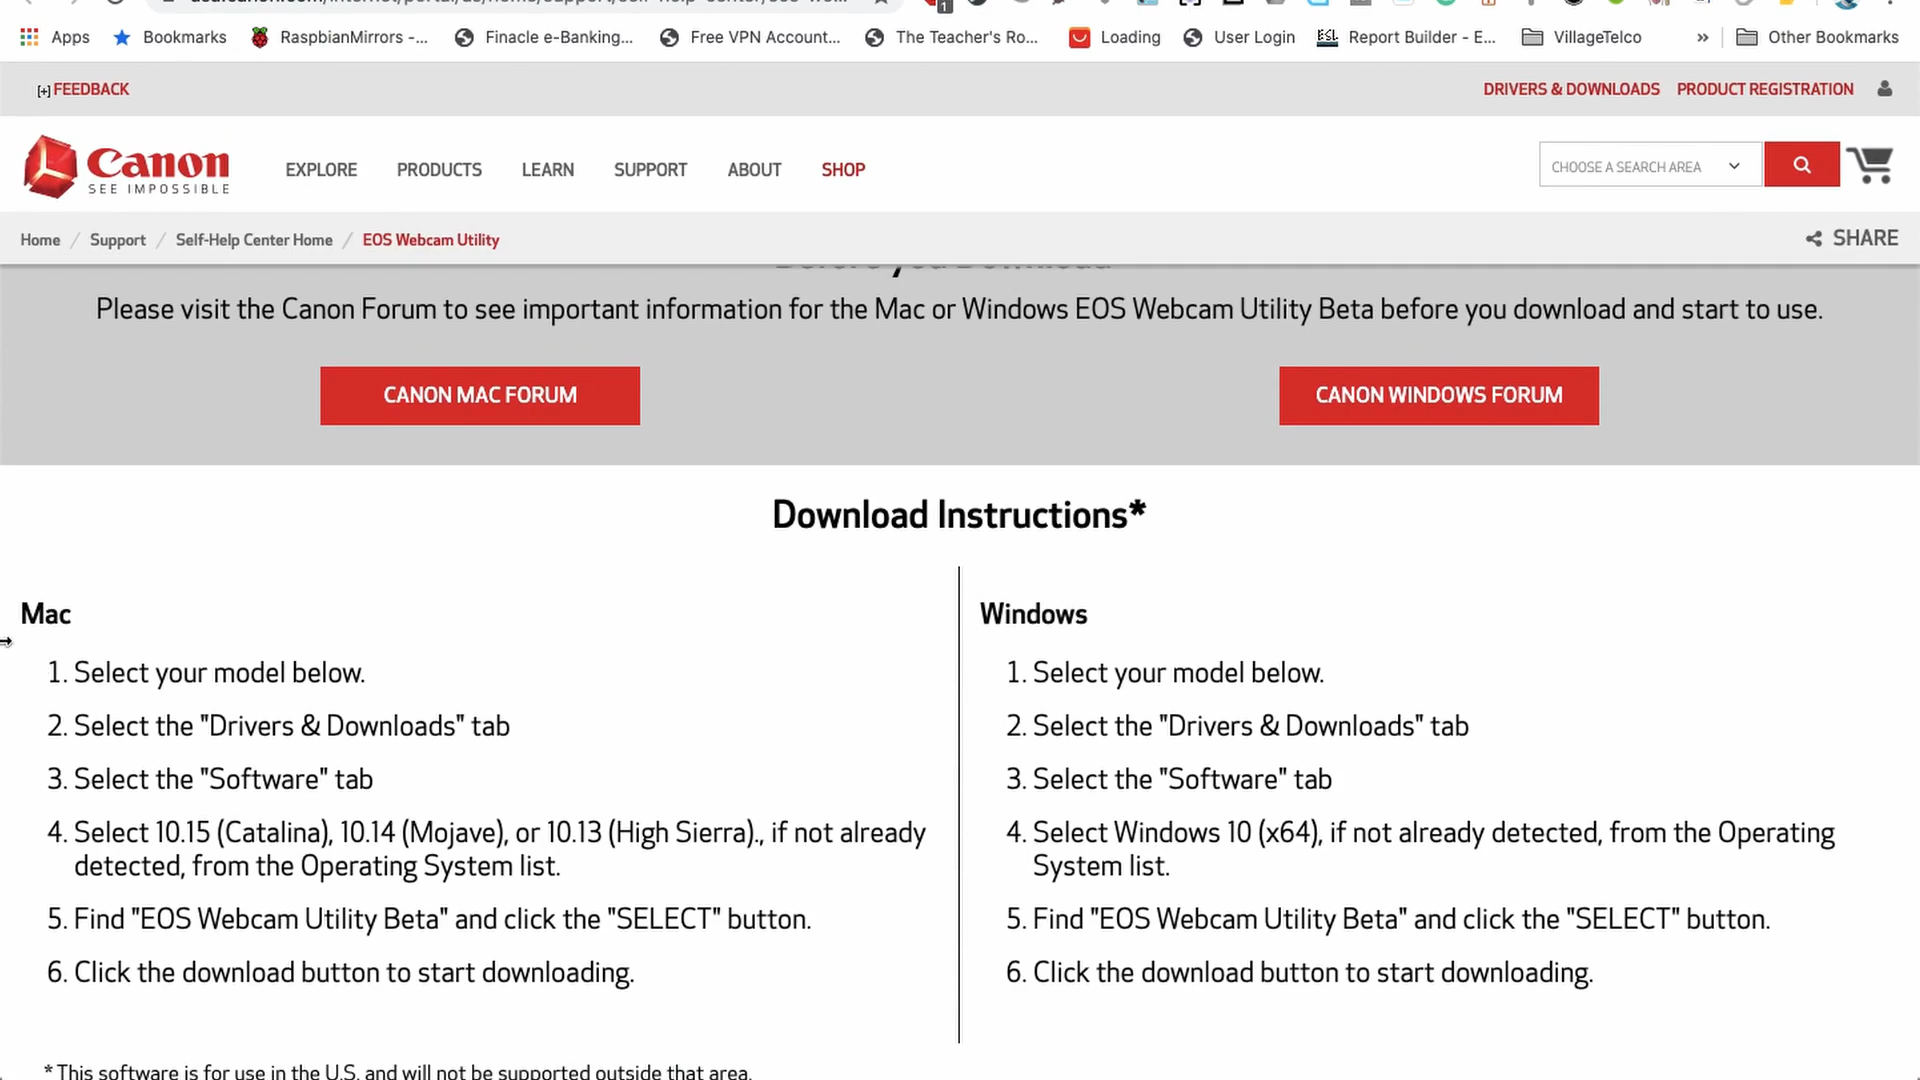 Apps Bookmarks RaspbianMirrors -... Finacle e-Banking... Free VPN Account... The Teacher's Ro... Loading User Login ESL Report Builder - E... VillageTelco » Other Bookmarks
[+] FEEDBACK DRIVERS & DOWNLOADS PRODUCT REGISTRATION
Canon
SEE IMPOSSIBLE
EXPLORE PRODUCTS LEARN SUPPORT ABOUT SHOP CHOOSE A SEARCH AREA
Home / Support / Self-Help Center Home / EOS Webcam Utility SHARE
Please visit the Canon Forum to see important information for the Mac or Windows EOS Webcam Utility Beta before you download and start to use.
CANON MAC FORUM CANON WINDOWS FORUM
Download Instructions*
Mac
1. Select your model below.
2. Select the "Drivers & Downloads" tab
3. Select the "Software" tab
4. Select 10.15 (Catalina), 10.14 (Mojave), or 10.13 (High Sierra)., if not already
detected, from the Operating System list.
5. Find "EOS Webcam Utility Beta" and click the "SELECT" button.
6. Click the download button to start downloading.
Windows
1. Select your model below.
2. Select the "Drivers & Downloads" tab
3. Select the "Software" tab
4. Select Windows 10 (x64), if not already detected, from the Operating
System list.
5. Find "EOS Webcam Utility Beta" and click the "SELECT" button.
6. Click the download button to start downloading.
* This software is for use in the U.S. and will not be supported outside that area.